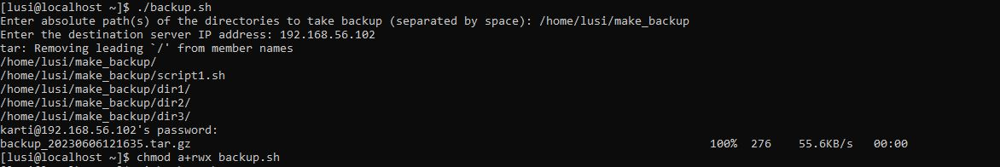 [lusi@localhost ~]$ ./backup.sh
Enter absolute path(s) of the directories to take backup (separated by space): /home/lusi/make_backup
Enter the destination server IP address: 192.168.56.102
tar: Removing leading `/' from member names
/home/lusi/make_backup/
/home/lusi/make_backup/script1.sh
/home/lusi/make_backup/dir1/
/home/lusi/make_backup/dir2/
/home/lusi/make_backup/dir3/
karti@192.168.56.102's password:
backup_20230606121635.tar.gz 100% 276 55.6KB/s 00:00
[lusi@localhost ~]$ chmod a+rwx backup.sh